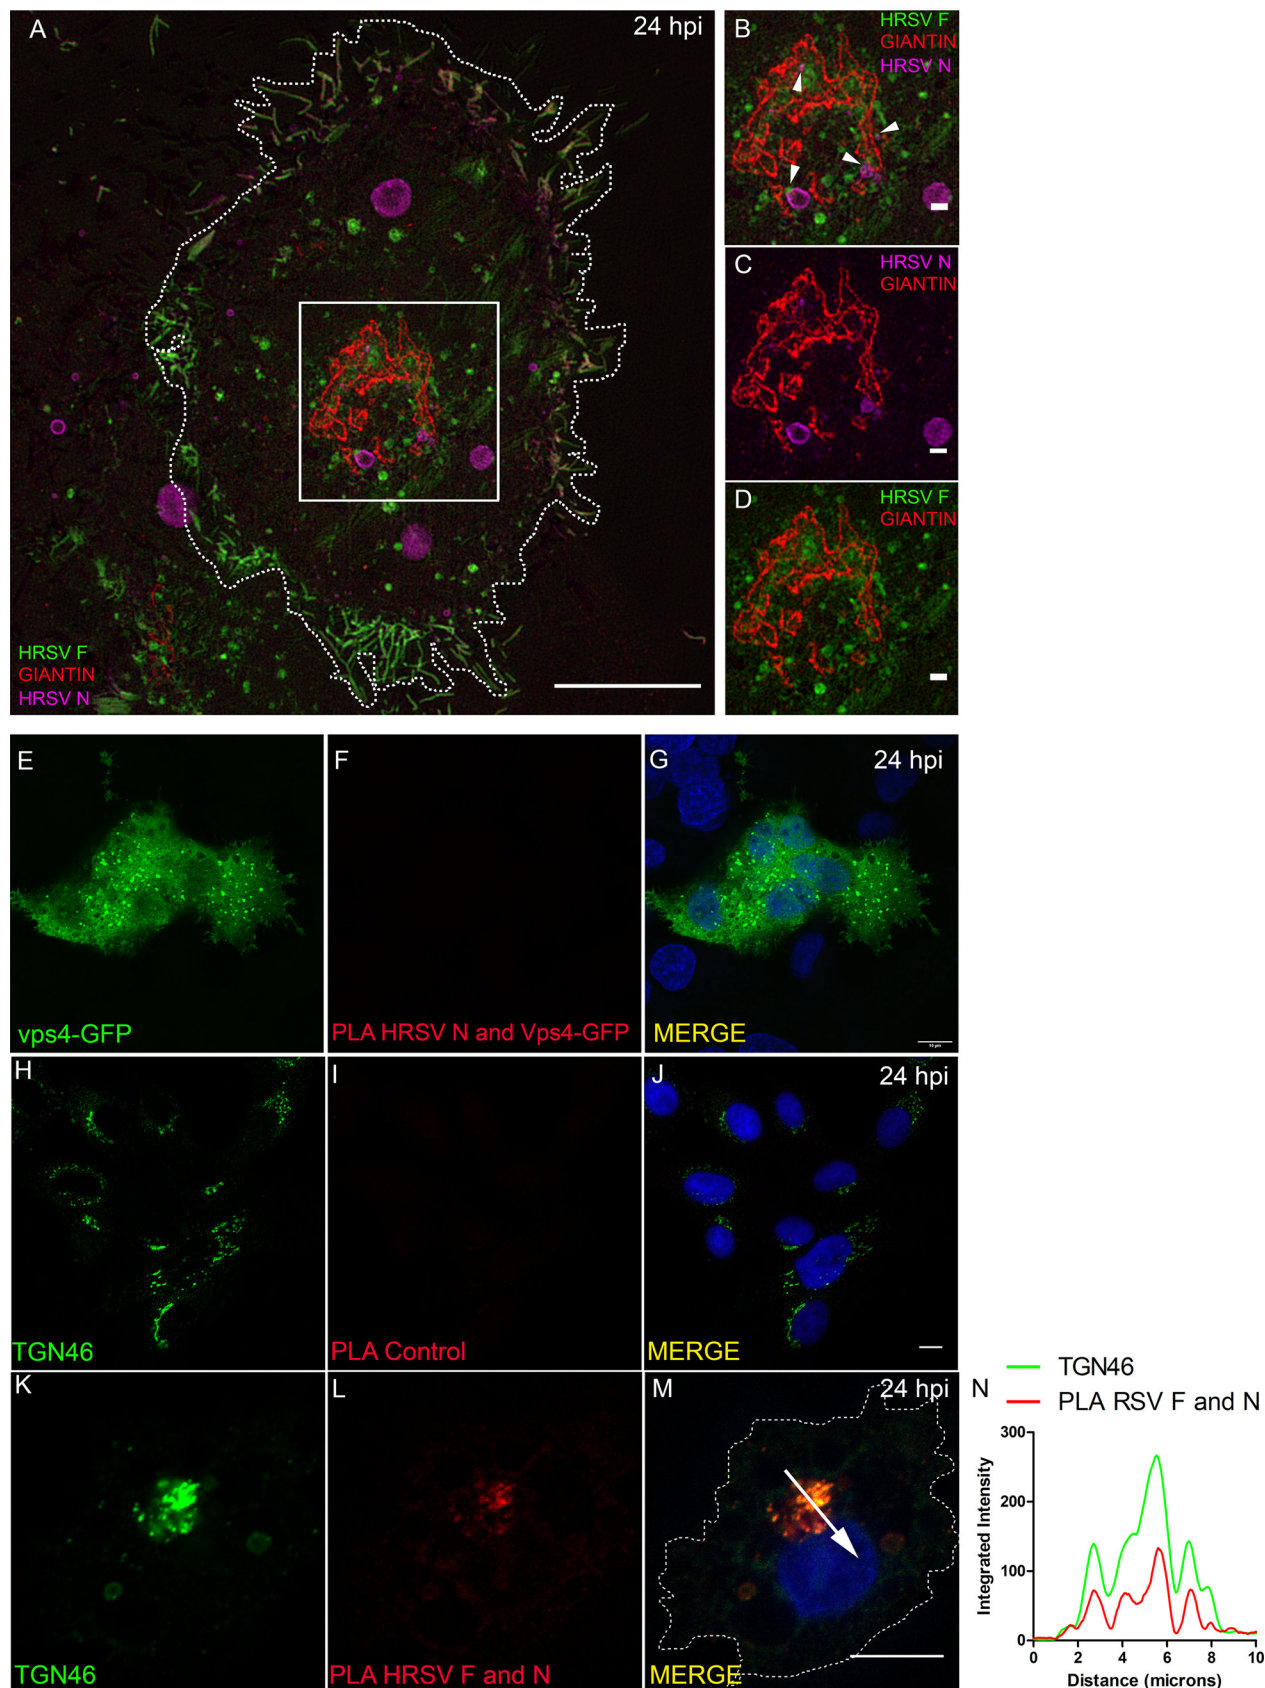 A
24 hpi
HRSV F
GIANTIN
HRSV N
B
HRSV F
GIANTIN
HRSV N
C
HRSV N
GIANTIN
D
HRSV F
GIANTIN
E
vps4-GFP
F
PLA HRSV N and Vps4-GFP
G
24 hpi
MERGE
10 µm
H
TGN46
I
PLA Control
J
24 hpi
MERGE
K
TGN46
L
PLA HRSV F and N
M
24 hpi
MERGE
N
TGN46
PLA RSV F and N
Integrated Intensity
300
200
100
0
0 2 4 6 8 10
Distance (microns)